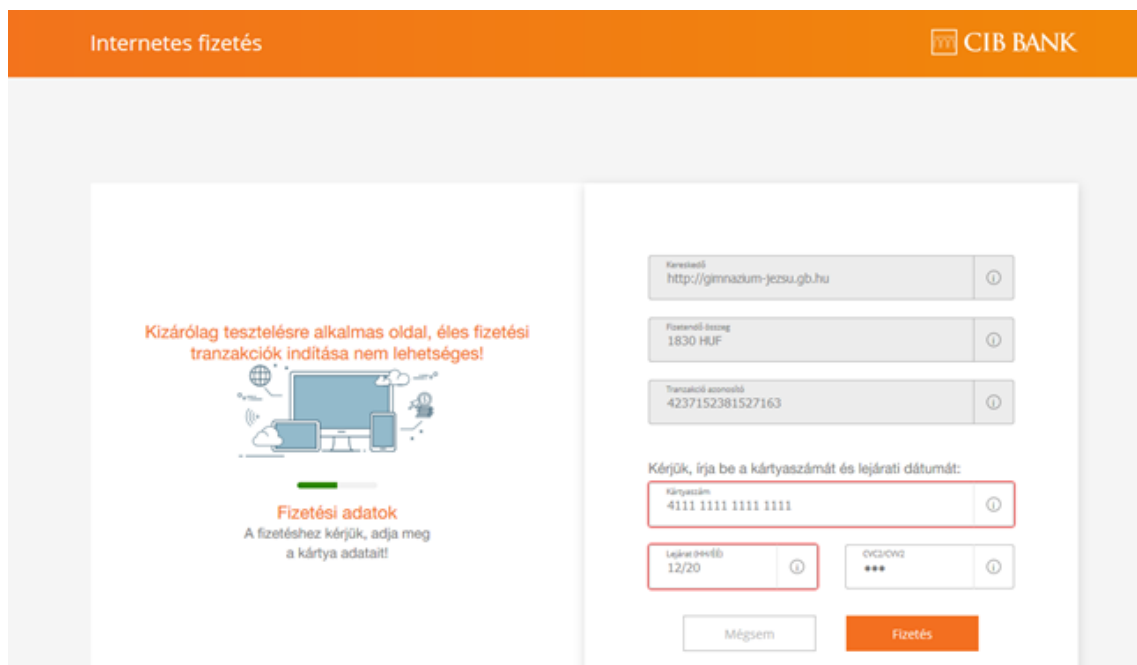 Internetes fizetés
CIB BANK
Kizárólag tesztelésre alkalmas oldal, éles fizetési
tranzakciók indítása nem lehetséges!
Fizetési adatok
A fizetéshez kérjük, adja meg
a kártya adatait!
Kereskedő
http://gimnazium-jezsu.gb.hu
Fizetendő összeg
1830 HUF
Tranzakció azonosító
4237152381527163
Kérjük, írja be a kártyaszámát és lejárati dátumát:
Kártyaszám
4111 1111 1111 1111
Lejárat (HH/ÉÉ)
12/20
CVC2/CVV2
•••
Mégsem
Fizetés